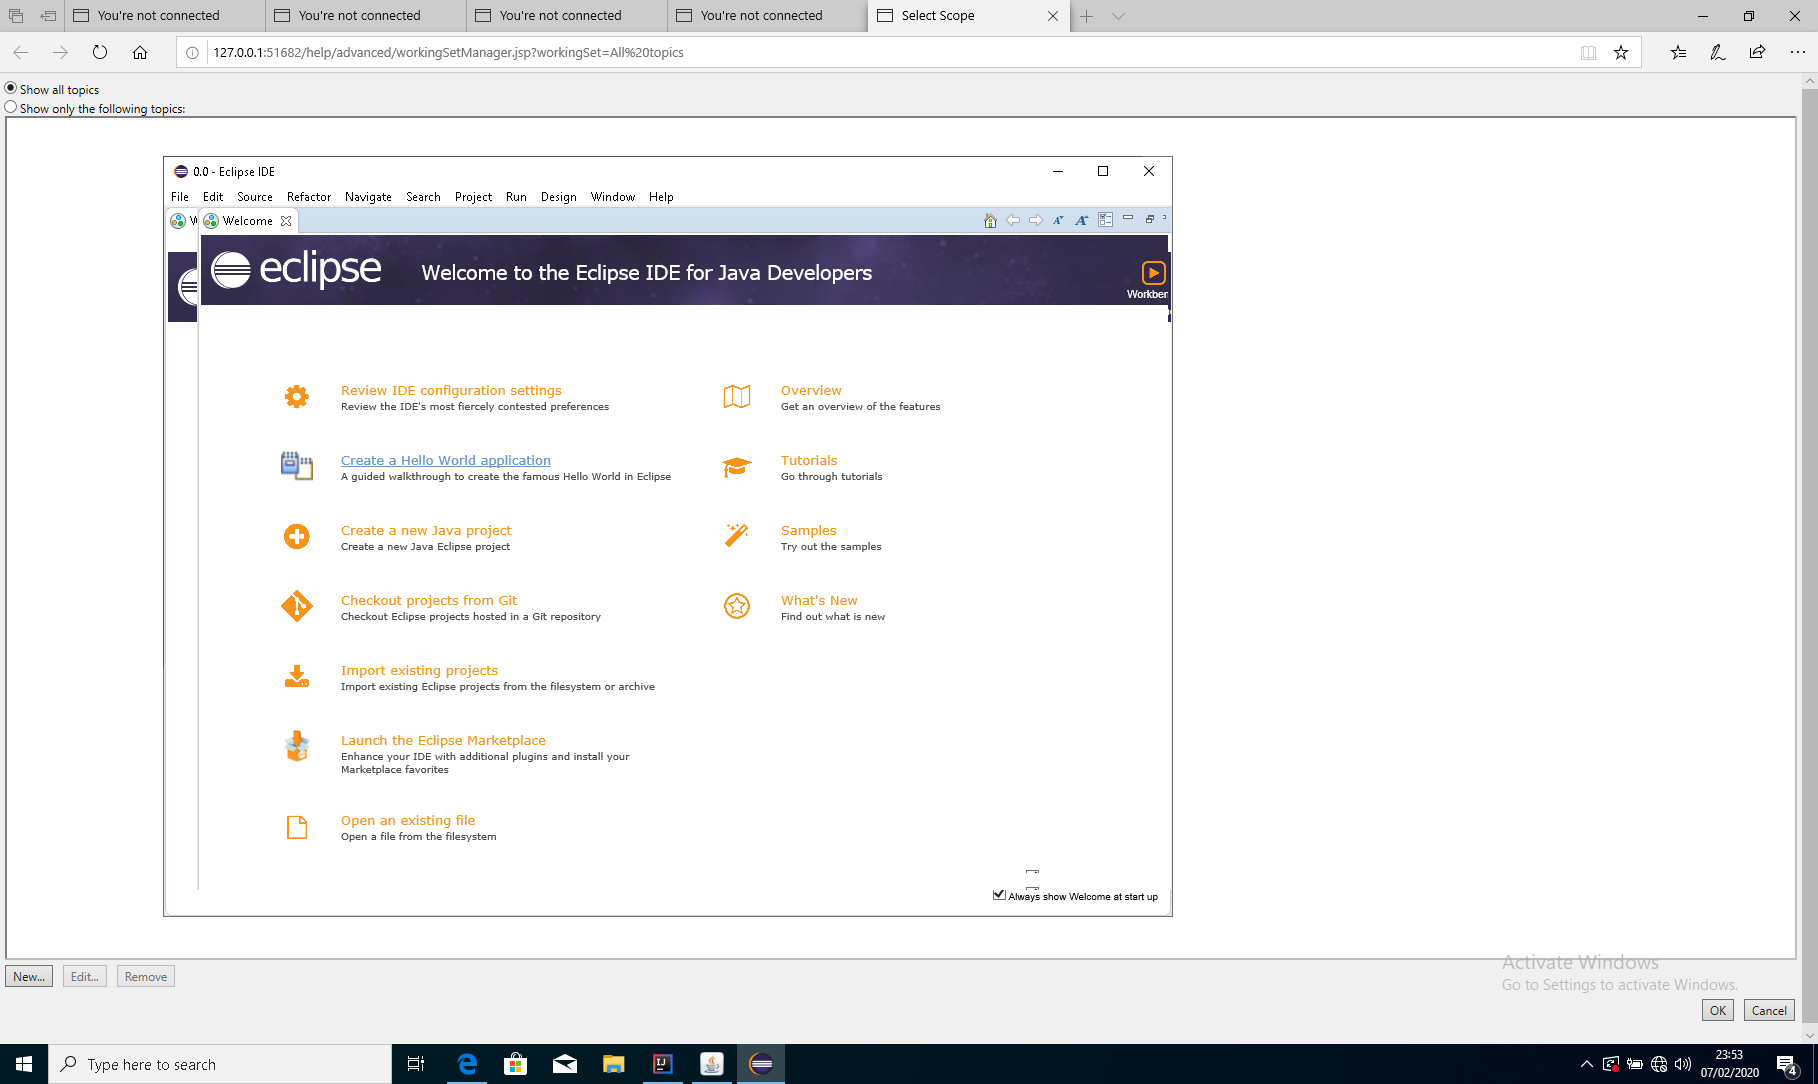 You're not connected
You're not connected
You're not connected
You're not connected
Select Scope
127.0.0.1:51682/help/advanced/workingSetManager.jsp?workingSet=All%20topics
Show all topics
Show only the following topics:
0.0 - Eclipse IDE
File Edit Source Refactor Navigate Search Project Run Design Window Help
Welcome
eclipse
Welcome to the Eclipse IDE for Java Developers
Workben
Review IDE configuration settings
Review the IDE's most fiercely contested preferences
Overview
Get an overview of the features
Create a Hello World application
A guided walkthrough to create the famous Hello World in Eclipse
Tutorials
Go through tutorials
Create a new Java project
Create a new Java Eclipse project
Samples
Try out the samples
Checkout projects from Git
Checkout Eclipse projects hosted in a Git repository
What's New
Find out what is new
Import existing projects
Import existing Eclipse projects from the filesystem or archive
Launch the Eclipse Marketplace
Enhance your IDE with additional plugins and install your
Marketplace favorites
Open an existing file
Open a file from the filesystem
Always show Welcome at start up
New... Edit... Remove
Activate Windows
Go to Settings to activate Windows.
OK Cancel
Type here to search
23:53
07/02/2020
4